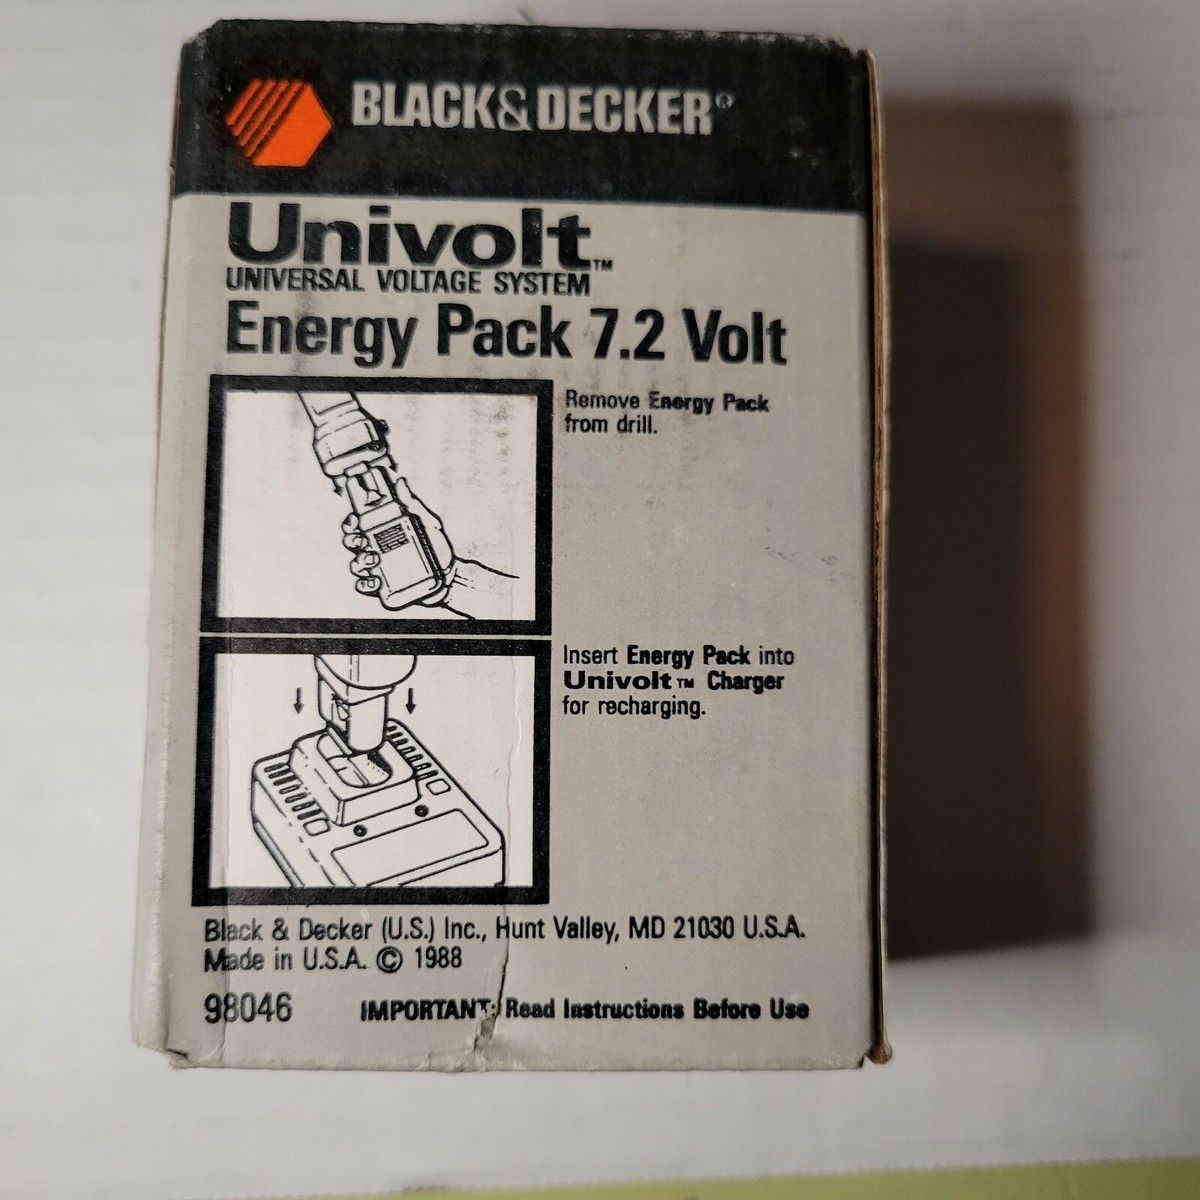 BLACK&DECKER®
Univolt™
UNIVERSAL VOLTAGE SYSTEM
Energy Pack 7.2 Volt
Remove Energy Pack
from drill.
Insert Energy Pack into
Univolt™ Charger
for recharging.
Black & Decker (U.S.) Inc., Hunt Valley, MD 21030 U.S.A.
Made in U.S.A. © 1988
98046 IMPORTANT: Read Instructions Before Use